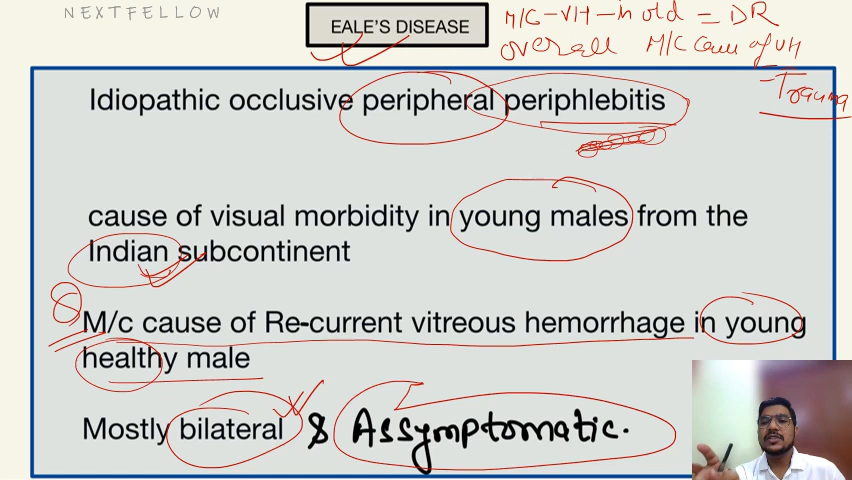 NEXTFELLOW
EALE'S DISEASE
M/C-VH-in old = DR
overall M/C cause of VH
-Trauma
Idiopathic occlusive peripheral periphlebitis
cause of visual morbidity in young males from the
Indian subcontinent
M/c cause of Re-current vitreous hemorrhage in young
healthy male
Mostly bilateral & Assymptomatic.